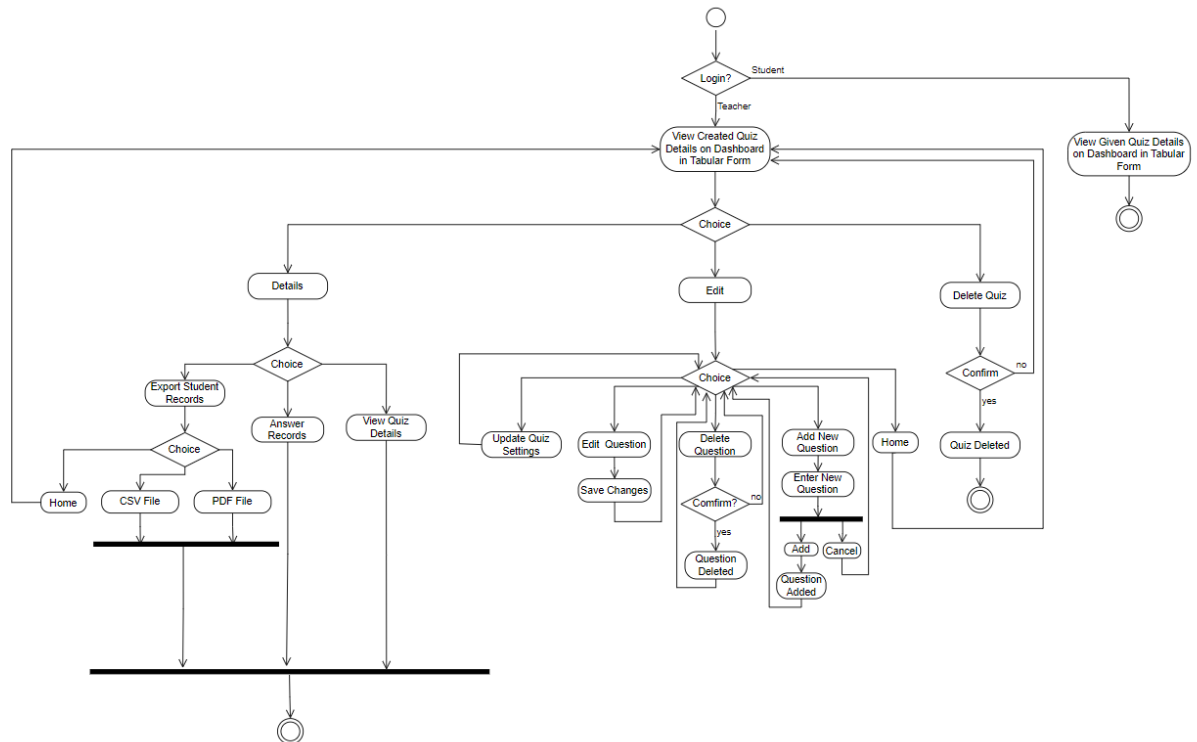 Login?
Student
Teacher
View Created Quiz
Details on Dashboard
in Tabular Form
View Given Quiz Details
on Dashboard in Tabular
Form
Choice
Details
Edit
Delete Quiz
Choice
Export Student
Records
Answer
Records
View Quiz
Details
Choice
Home
CSV File
PDF File
Choice
Update Quiz
Settings
Edit Question
Save Changes
Delete
Question
Comfirm?
no
yes
Question
Deleted
Add New
Question
Enter New
Question
Add
Cancel
Question
Added
Home
Confirm
no
yes
Quiz Deleted